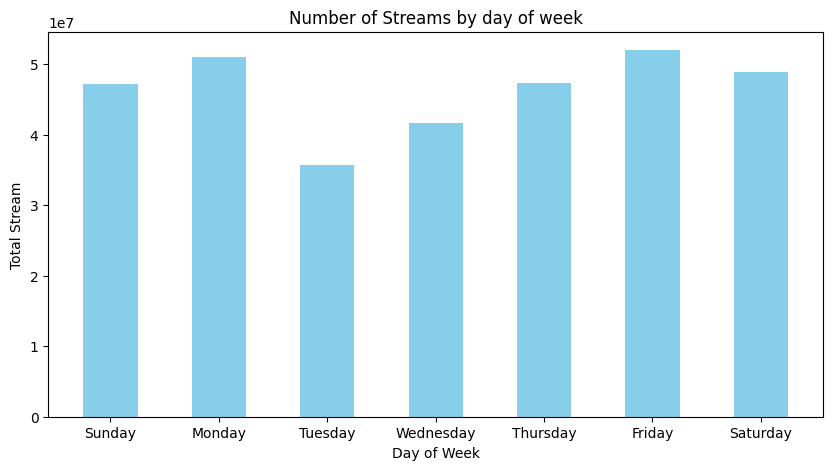 Number of Streams by day of week
1e7
5
4
3
2
1
0
Total Stream
Sunday Monday Tuesday Wednesday Thursday Friday Saturday
Day of Week